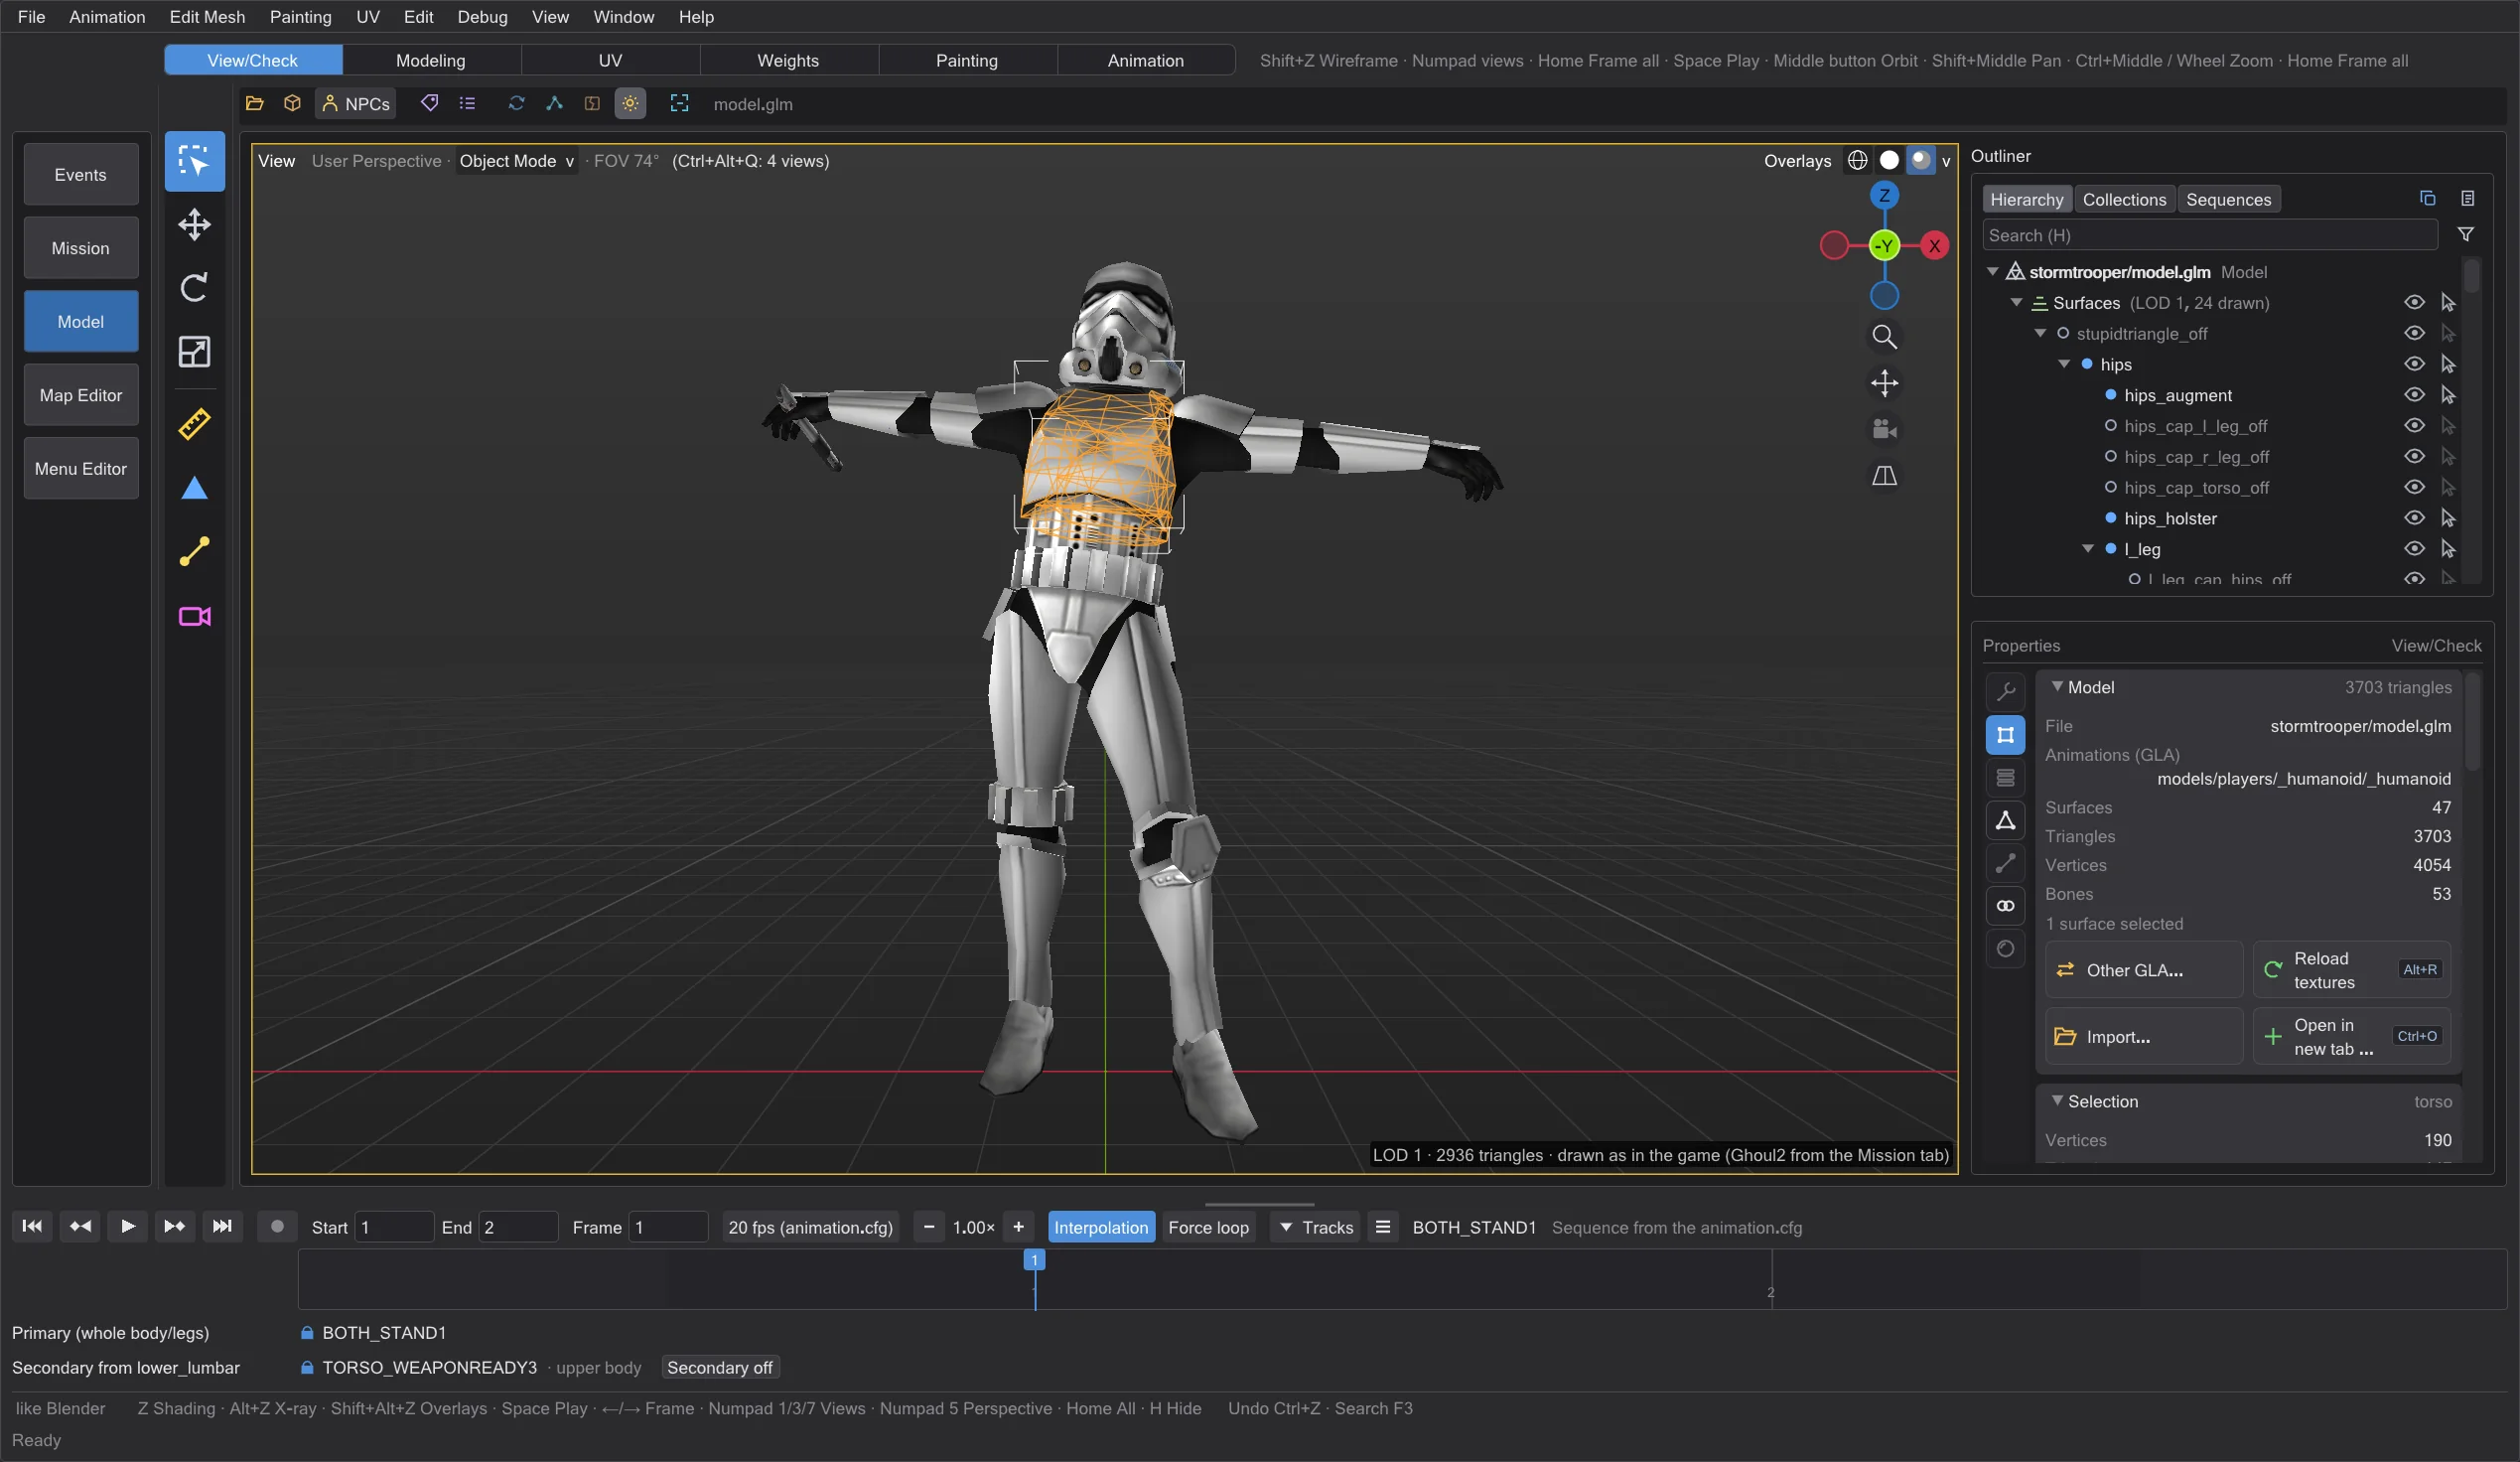 File Animation Edit Mesh Painting UV Edit Debug View Window Help
View/Check Modeling UV Weights Painting Animation Shift+Z Wireframe · Numpad views · Home Frame all · Space Play · Middle button Orbit · Shift+Middle Pan · Ctrl+Middle / Wheel Zoom · Home Frame all
NPCs model.glm
Events
Mission
Model
Map Editor
Menu Editor
View User Perspective · Object Mode v · FOV 74° (Ctrl+Alt+Q: 4 views) Overlays v
Z
-Y X
LOD 1 · 2936 triangles · drawn as in the game (Ghoul2 from the Mission tab)
Outliner
Hierarchy Collections Sequences
Search (H)
stormtrooper/model.glm Model
Surfaces (LOD 1, 24 drawn)
stupidtriangle_off
hips
hips_augment
hips_cap_l_leg_off
hips_cap_r_leg_off
hips_cap_torso_off
hips_holster
l_leg
l_leg_cap_hips_off
Properties View/Check
Model 3703 triangles
File stormtrooper/model.glm
Animations (GLA)
models/players/_humanoid/_humanoid
Surfaces 47
Triangles 3703
Vertices 4054
Bones 53
1 surface selected
Other GLA... Reload textures Alt+R
Import... Open in new tab ... Ctrl+O
Selection torso
Vertices 190
Start 1 End 2 Frame 1 20 fps (animation.cfg) − 1.00× + Interpolation Force loop Tracks BOTH_STAND1 Sequence from the animation.cfg
1
2
Primary (whole body/legs) BOTH_STAND1
Secondary from lower_lumbar TORSO_WEAPONREADY3 · upper body Secondary off
like Blender Z Shading · Alt+Z X-ray · Shift+Alt+Z Overlays · Space Play · ←/→ Frame · Numpad 1/3/7 Views · Numpad 5 Perspective · Home All · H Hide Undo Ctrl+Z · Search F3
Ready